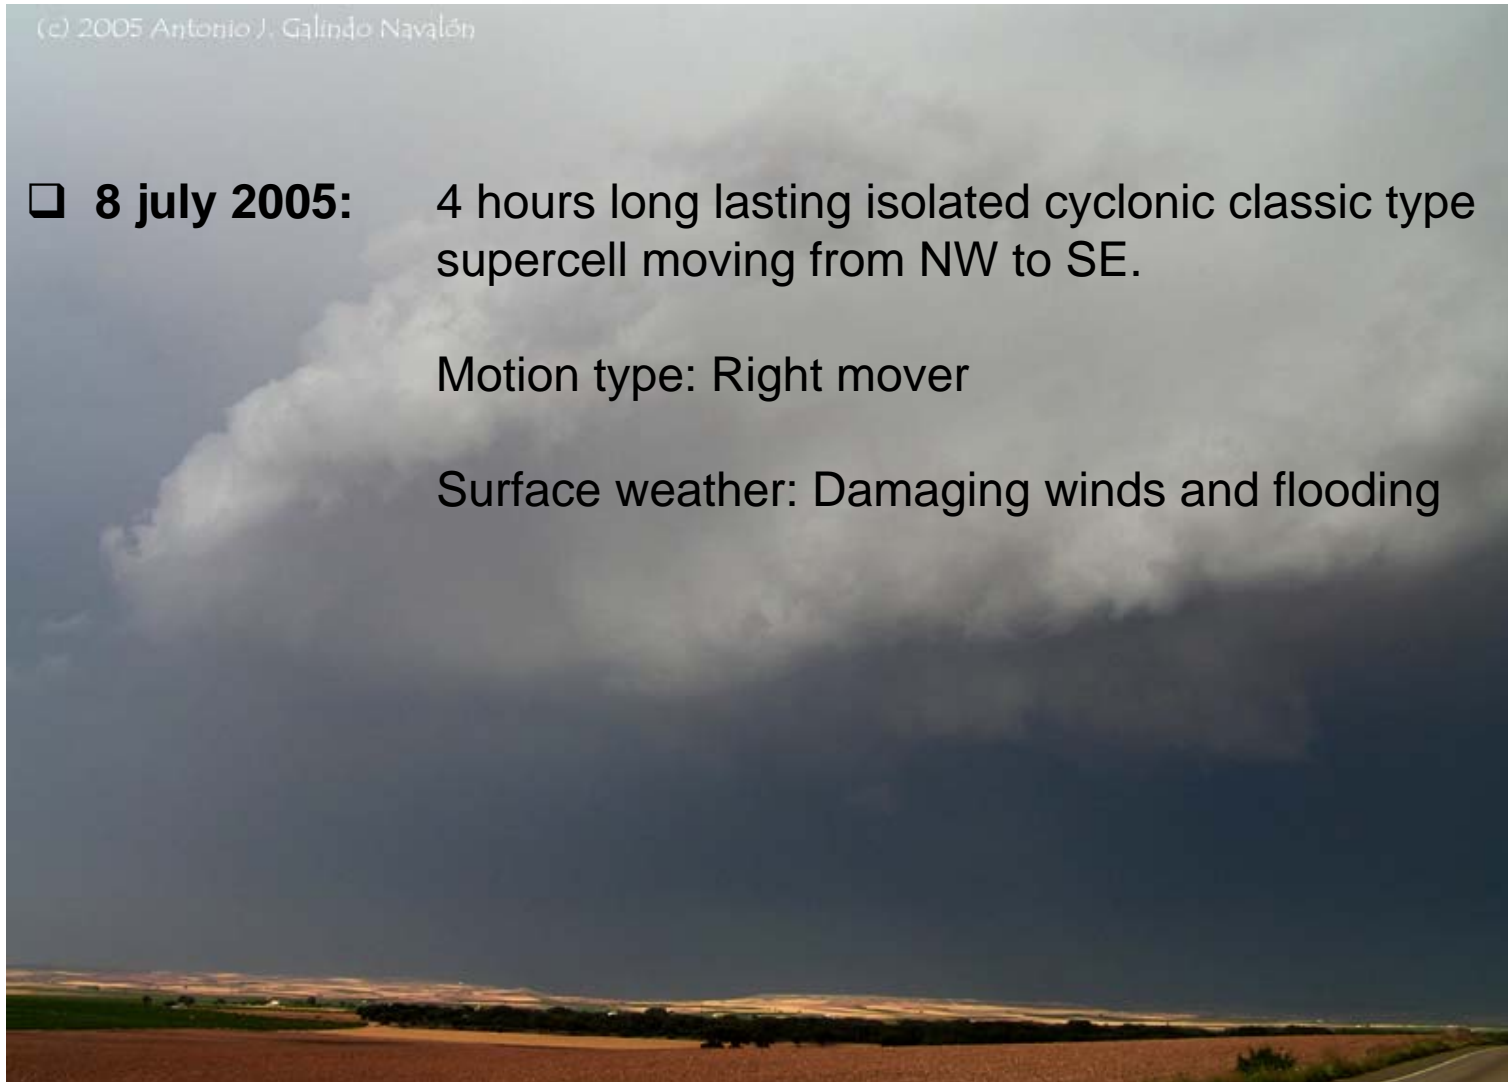 (c) 2005 Antonio J. Galindo Navalón
8 july 2005: 4 hours long lasting isolated cyclonic classic type
supercell moving from NW to SE.
Motion type: Right mover
Surface weather: Damaging winds and flooding